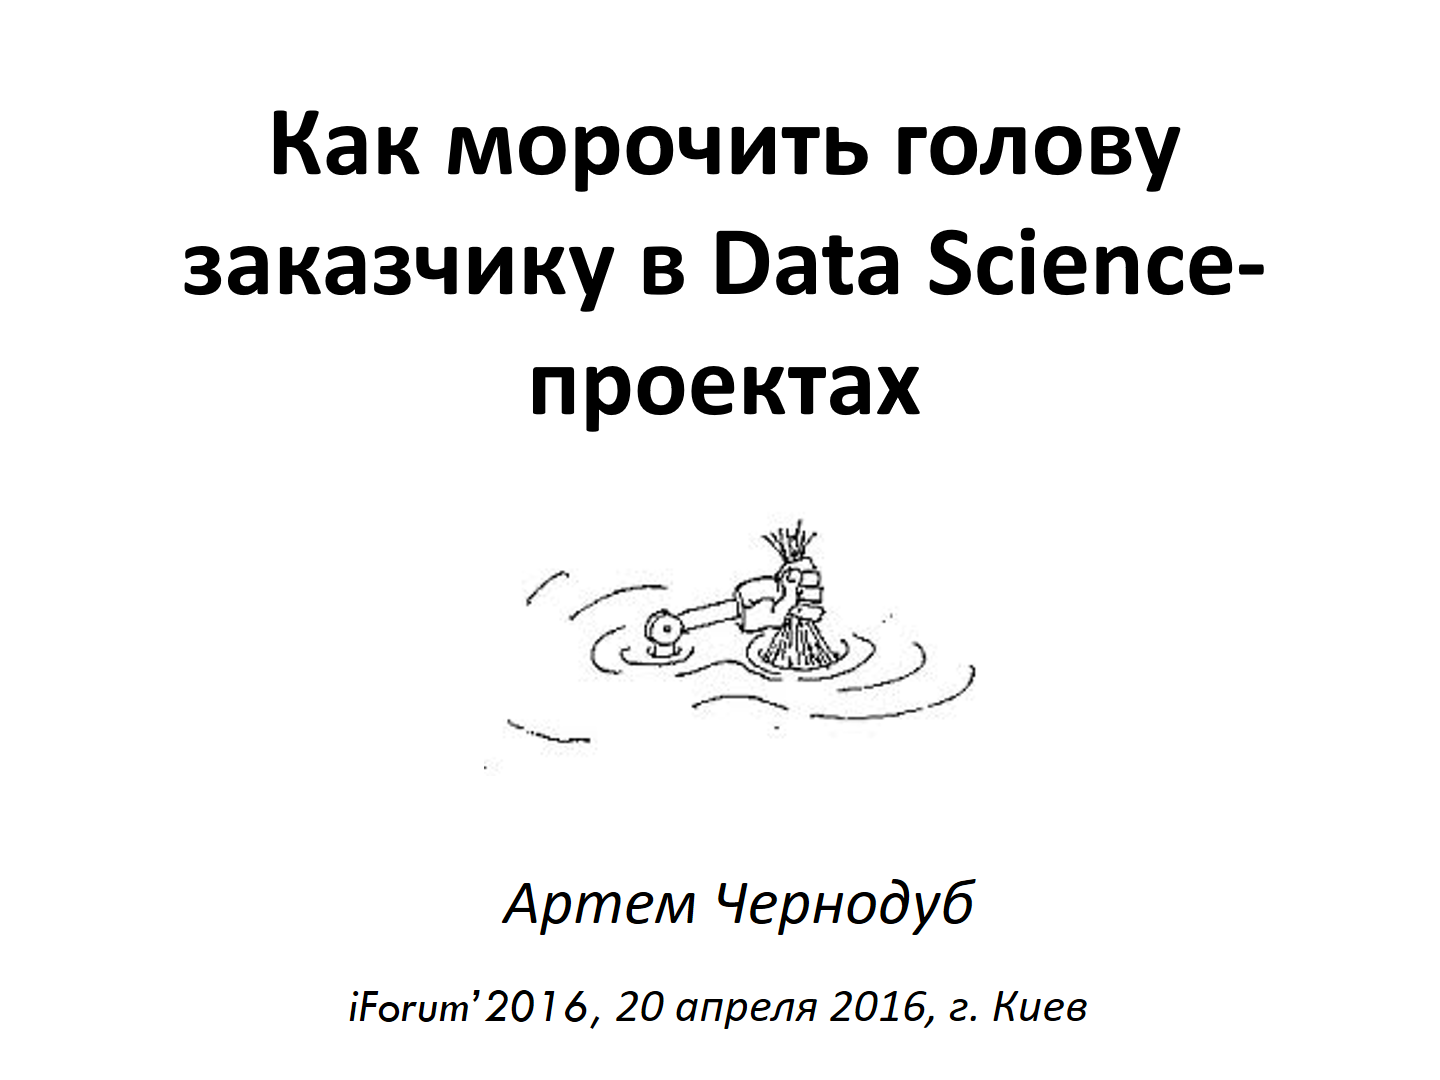 Как морочить голову
заказчику в Data Science-
проектах
Артем Чернодуб
iForum’2016, 20 апреля 2016, г. Киев